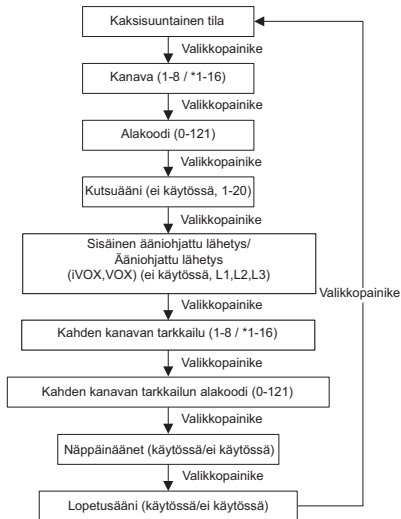 Kaksisuuntainen tila
Valikkopainike
Kanava (1-8 / *1-16)
Valikkopainike
Alakoodi (0-121)
Valikkopainike
Kutsuääni (ei käytössä, 1-20)
Valikkopainike
Sisäinen ääniohjattu lähetys/
Ääniohjattu lähetys
(iVOX,VOX) (ei käytössä, L1,L2,L3)
Valikkopainike
Valikkopainike
Kahden kanavan tarkkailu (1-8 / *1-16)
Valikkopainike
Kahden kanavan tarkkailun alakoodi (0-121)
Valikkopainike
Näppäinäänet (käytössä/ei käytössä)
Valikkopainike
Lopetusääni (käytössä/ei käytössä)